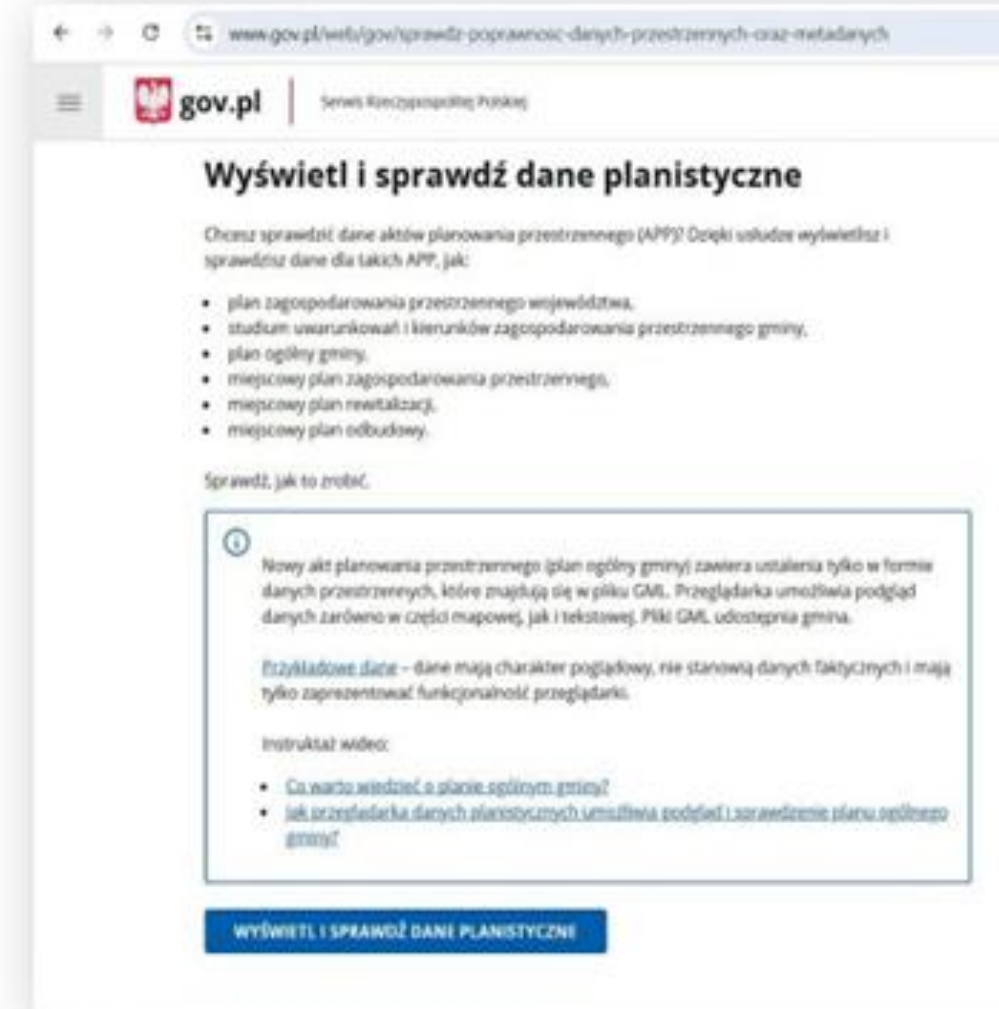 www.gov.pl/web/gov/sprawdz-poprawnosc-danych-przestrzennych-oraz-metadanych
gov.pl
Serwis Rzeczypospolitej Polskiej
Wyświetl i sprawdź dane planistyczne
Chcesz sprawdzić dane aktów planowania przestrzennego (APP)? Dzięki usłudze wyświetlisz i
sprawdzisz dane dla takich APP, jak:
plan zagospodarowania przestrzennego województwa,
studium uwarunkowań i kierunków zagospodarowania przestrzennego gminy,
plan ogólny gminy,
miejscowy plan zagospodarowania przestrzennego,
miejscowy plan rewitalizacji,
miejscowy plan odbudowy.
Sprawdź, jak to zrobić.
Nowy akt planowania przestrzennego (plan ogólny gminy) zawiera ustalenia tylko w formie
danych przestrzennych, które znajdują się w pliku GML. Przeglądarka umożliwia podgląd
danych zarówno w części mapowej, jak i tekstowej. Pliki GML udostępnia gmina.
Przykładowe dane – dane mają charakter poglądowy, nie stanowią danych faktycznych i mają
tylko zaprezentować funkcjonalność przeglądarki.
Instruktaż wideo:
Co warto wiedzieć o planie ogólnym gminy?
Jak przeglądarka danych planistycznych umożliwia podgląd i sprawdzenie planu ogólnego
gminy?
WYŚWIETL I SPRAWDŹ DANE PLANISTYCZNE